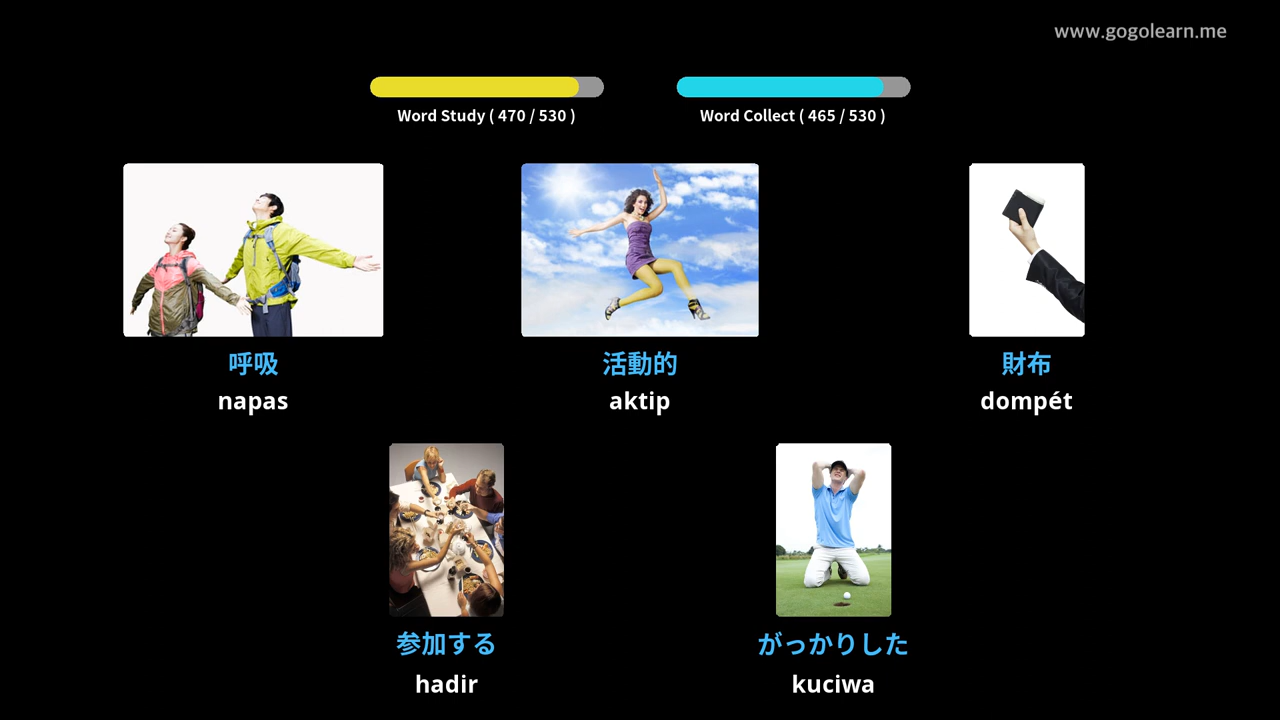 www.gogolearn.me
Word Study ( 470 / 530 )
Word Collect ( 465 / 530 )
呼吸
napas
活動的
aktip
財布
dompét
参加する
hadir
がっかりした
kuciwa